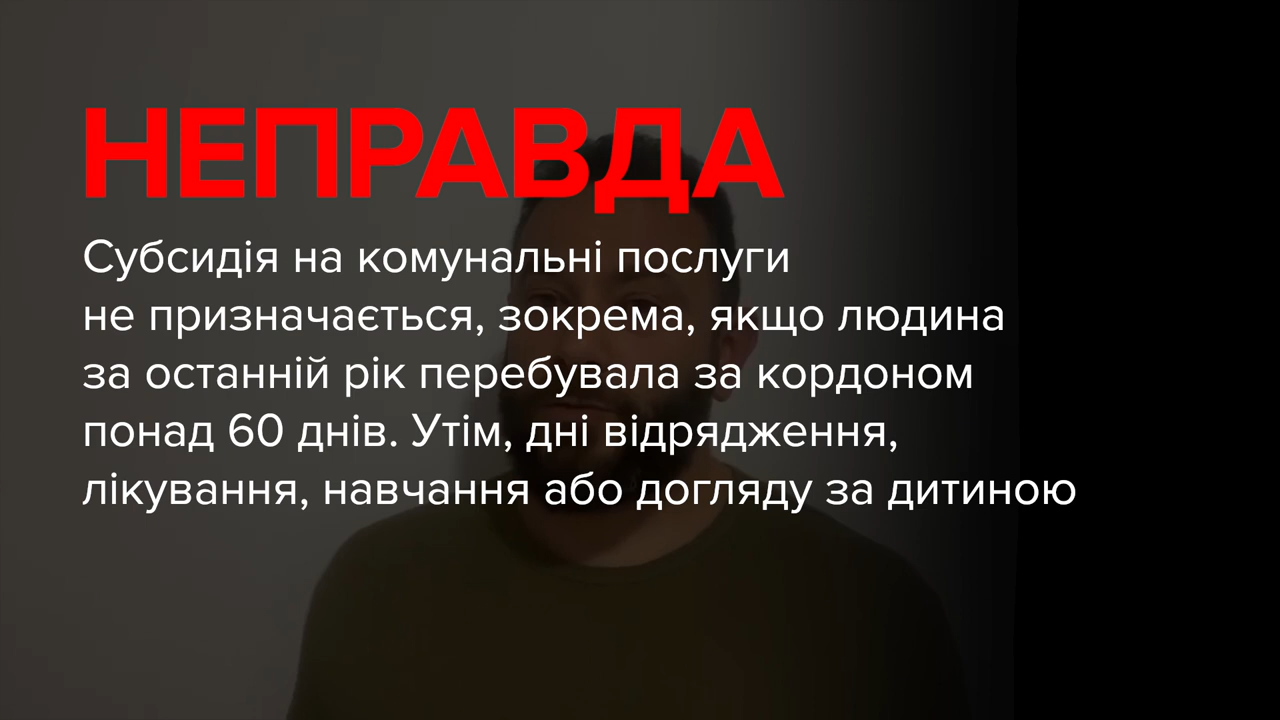 НЕПРАВДА
Субсидія на комунальні послуги
не призначається, зокрема, якщо людина
за останній рік перебувала за кордоном
понад 60 днів. Утім, дні відрядження,
лікування, навчання або догляду за дитиною